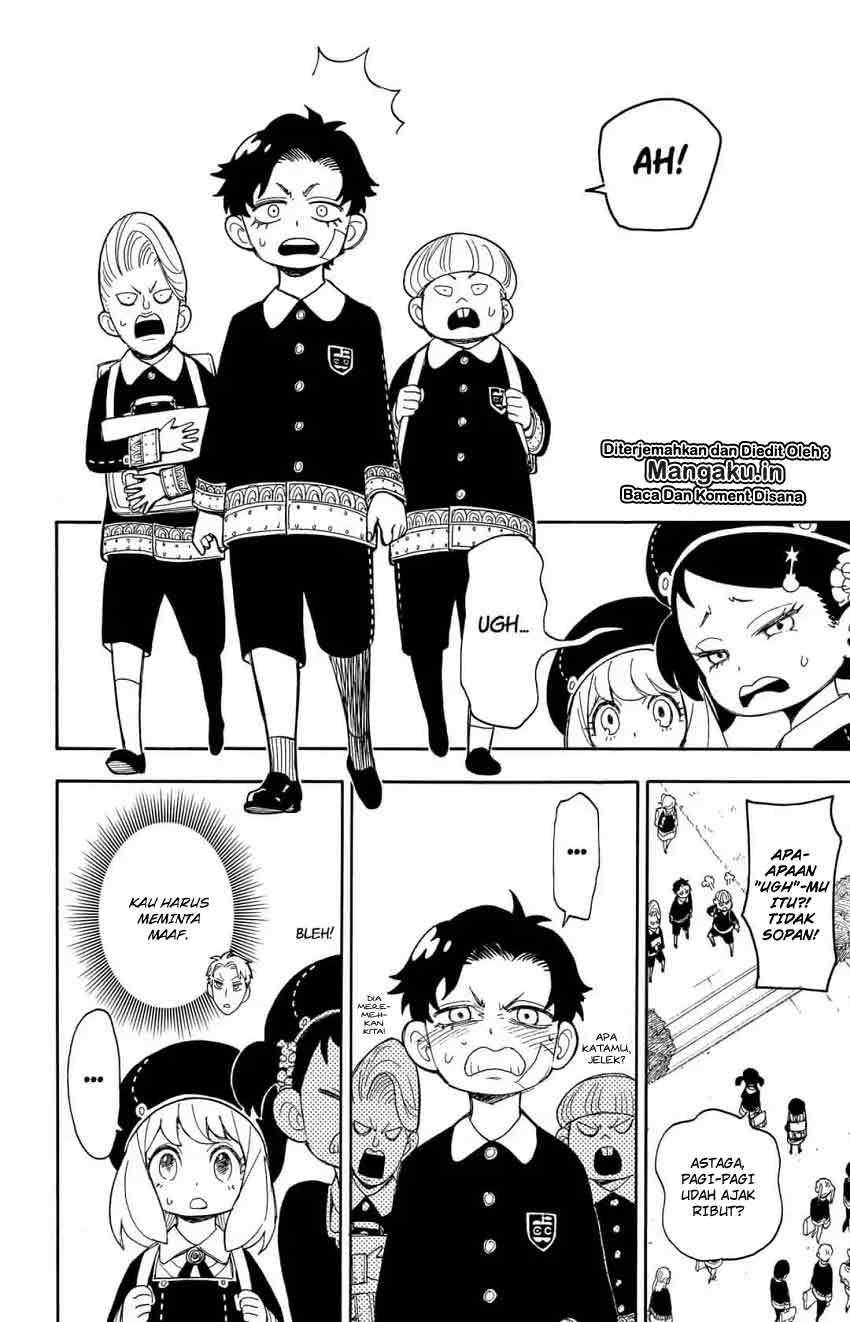 AH!
Diterjemahkan dan Diedit Oleh :
Mangaku.in
Baca Dan Koment Disana
UGH...
APA-
APAAN
"UGH"-MU
ITU?!
TIDAK
SOPAN!
ASTAGA,
PAGI-PAGI
UDAH AJAK
RIBUT?
...
APA
KATAMU,
JELEK?
DIA
MERE-
MEH-
KAN
KITA!
BLEH!
KAU HARUS
MEMINTA
MAAF.
...